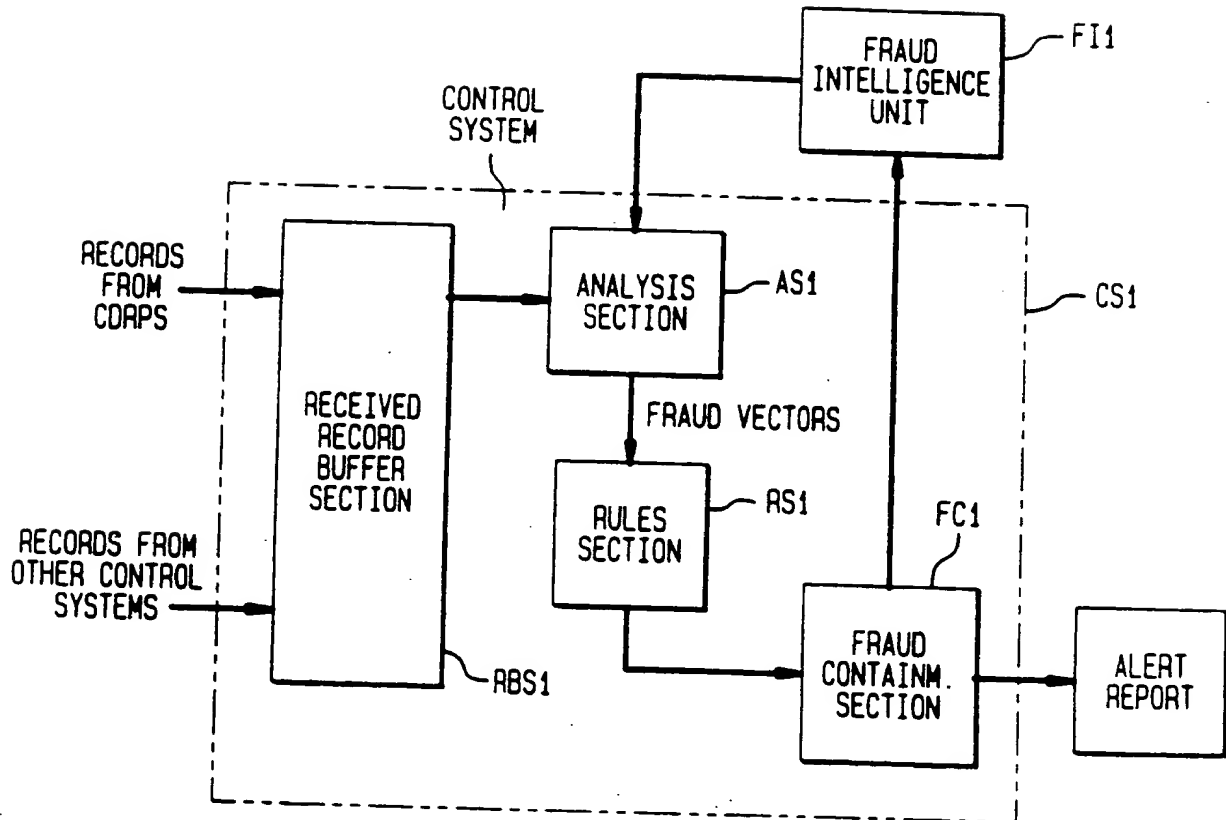 FRAUD
INTELLIGENCE
UNIT
FI1
CONTROL
SYSTEM
RECORDS
FROM
CDRPS
ANALYSIS
SECTION
AS1
CS1
RECEIVED
RECORD
BUFFER
SECTION
FRAUD VECTORS
RULES
SECTION
RS1
FC1
RECORDS FROM
OTHER CONTROL
SYSTEMS
RBS1
FRAUD
CONTAINM.
SECTION
ALERT
REPORT